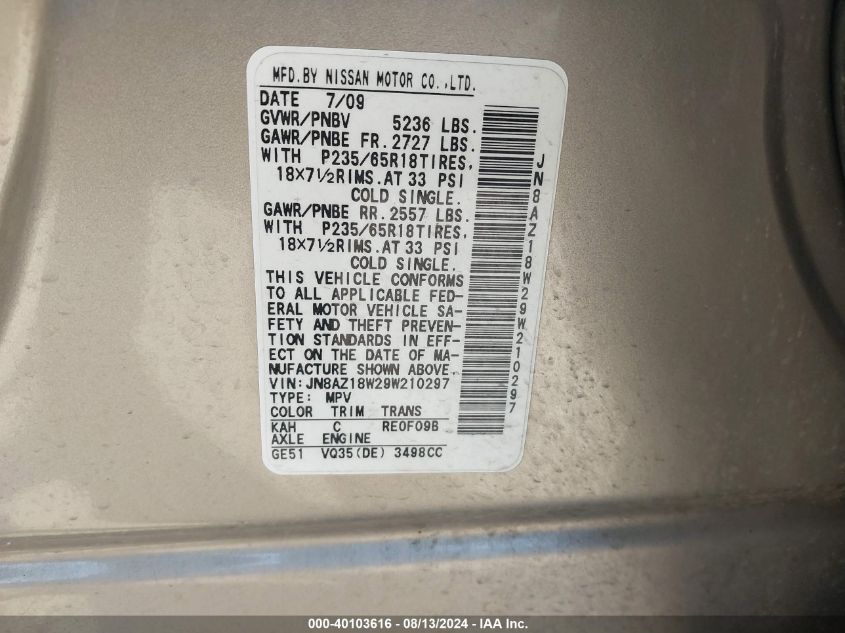 MFD.BY NISSAN MOTOR CO.,LTD.
DATE 7/09
GVWR/PNBV 5236 LBS.
GAWR/PNBE FR. 2727 LBS.
WITH P235/65R18TIRES,
18×7½RIMS.AT 33 PSI
COLD SINGLE.
GAWR/PNBE RR. 2557 LBS.
WITH P235/65R18TIRES,
18×7½RIMS.AT 33 PSI
COLD SINGLE.
THIS VEHICLE CONFORMS
TO ALL APPLICABLE FED-
ERAL MOTOR VEHICLE SA-
FETY AND THEFT PREVEN-
TION STANDARDS IN EFF-
ECT ON THE DATE OF MA-
NUFACTURE SHOWN ABOVE.
VIN: JN8AZ18W29W210297
TYPE: MPV
COLOR TRIM TRANS
KAH C RE0F09B
AXLE ENGINE
GE51 VQ35(DE) 3498CC
JN8AZ18W29W210297
000-40103616 - 08/13/2024 - IAA Inc.